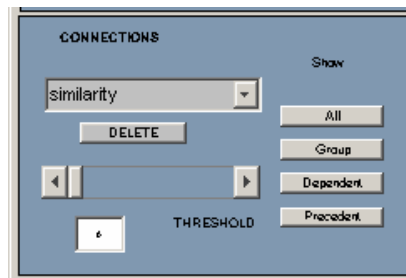 CONNECTIONS
Show
similarity
All
DELETE
Group
Dependent
THRESHOLD
Precedent